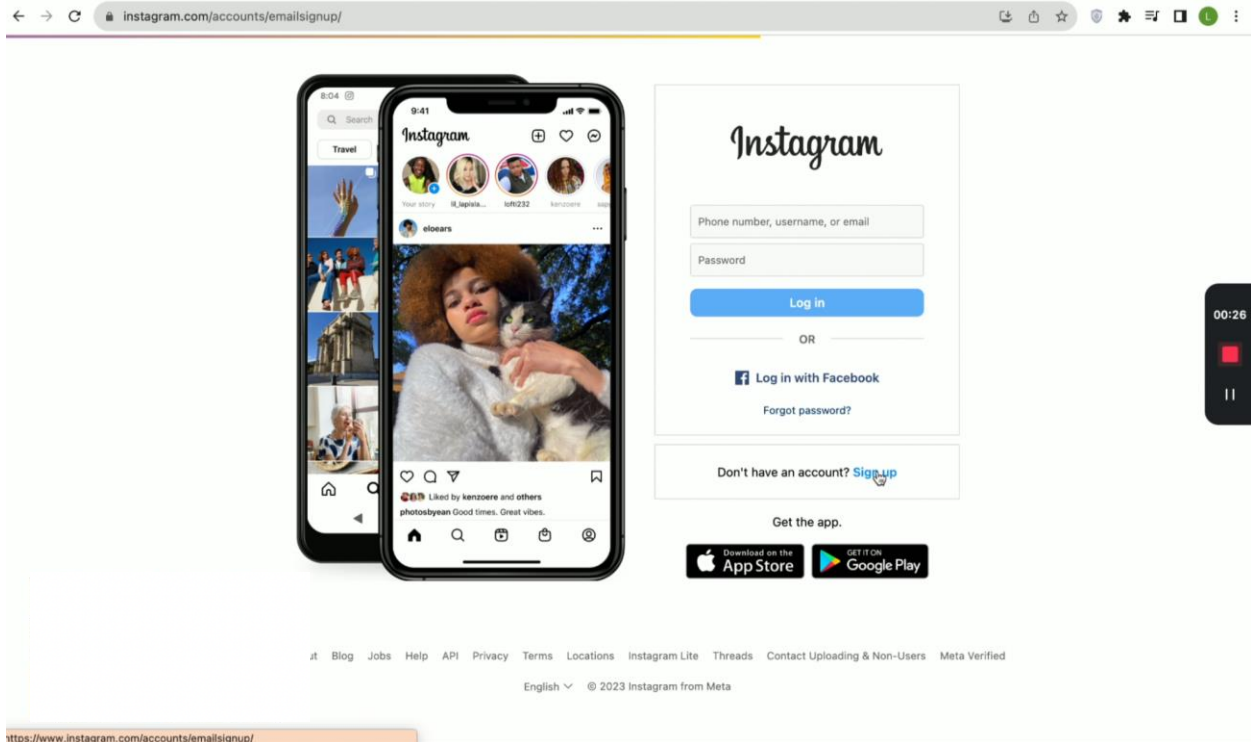 instagram.com/accounts/emailsignup/
L
8:04
Search
Travel
9:41
Instagram
Your story lil_lapisla... lofti232 kenzoere
eloears
Liked by kenzoere and others
photosbyean Good times. Great vibes.
Instagram
Phone number, username, or email
Password
Log in
OR
Log in with Facebook
Forgot password?
Don't have an account? Sign up
Get the app.
Download on the
App Store
GET IT ON
Google Play
00:26
ut Blog Jobs Help API Privacy Terms Locations Instagram Lite Threads Contact Uploading & Non-Users Meta Verified
English © 2023 Instagram from Meta
https://www.instagram.com/accounts/emailsignup/